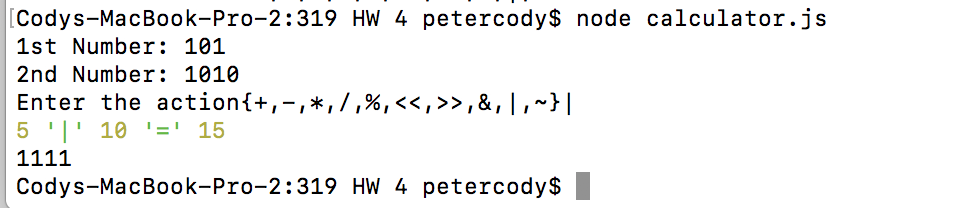 [Codys-MacBook-Pro-2:319 HW 4 petercody$ node calculator.js
1st Number: 101
2nd Number: 1010
Enter the action{+,-,*,/,%,<<,>>,&,|,~}|
5 '|' 10 '=' 15
1111
Codys-MacBook-Pro-2:319 HW 4 petercody$